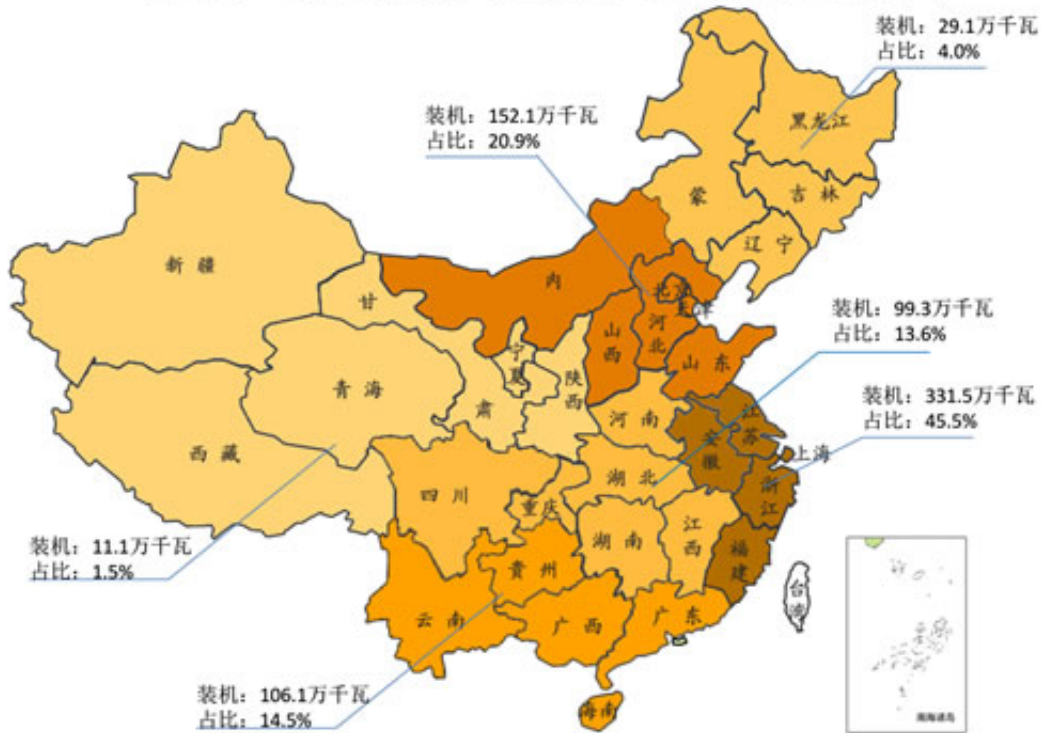 装机：29.1万千瓦
占比：4.0%
装机：152.1万千瓦
占比：20.9%
黑龙江
蒙
吉林
辽宁
新疆
内
甘
北京
天津
装机：99.3万千瓦
占比：13.6%
山西
河北
宁夏
山东
陕西
青海
肃
河南
装机：331.5万千瓦
占比：45.5%
江苏
安徽
上海
西藏
湖北
浙江
四川
重庆
江西
湖南
福建
装机：11.1万千瓦
占比：1.5%
贵州
台湾
云南
广西
广东
装机：106.1万千瓦
占比：14.5%
海南
南海诸岛